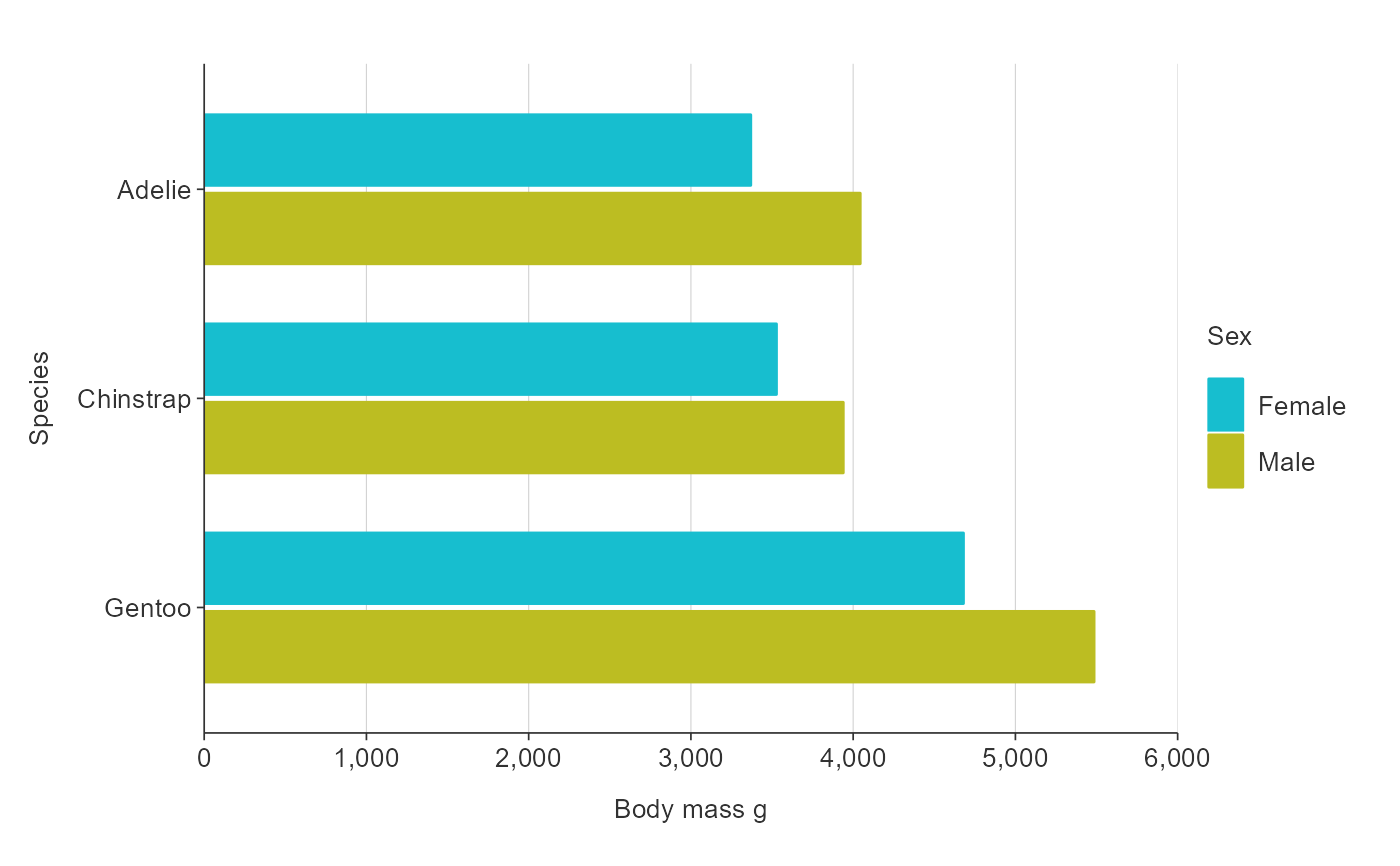 Adelie
Chinstrap
Gentoo
Species
0 1,000 2,000 3,000 4,000 5,000 6,000
Body mass g
Sex
Female
Male